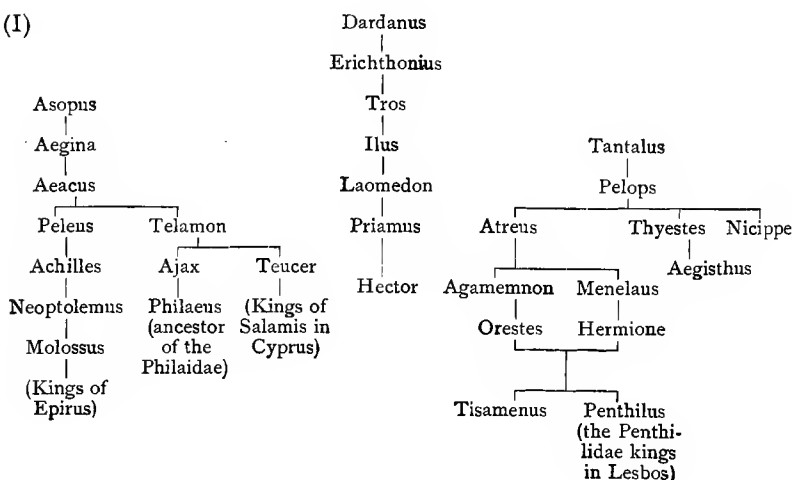 (I)
Dardanus
Erichthonius
Tros
Ilus
Laomedon
Priamus
Hector
Asopus
Aegina
Aeacus
Peleus Telamon
Achilles Ajax Teucer
Neoptolemus Philaeus (Kings of
(ancestor Salamis in
of the Cyprus)
Philaidae)
Molossus
(Kings of
Epirus)
Tantalus
Pelops
Atreus Thyestes Nicippe
Aegisthus
Agamemnon Menelaus
Orestes Hermione
Tisamenus Penthilus
(the Penthi-
lidae kings
in Lesbos)